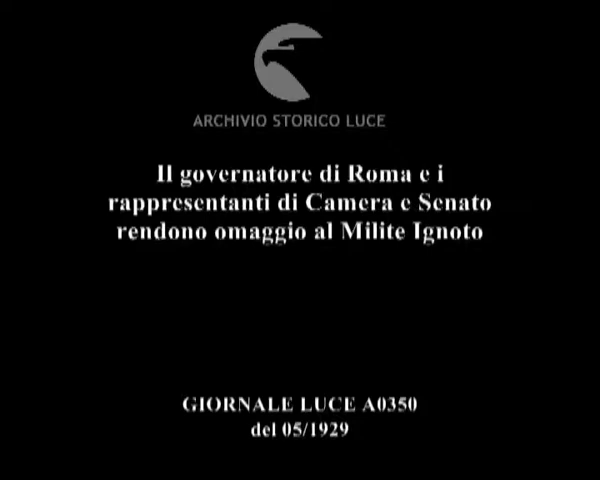 ARCHIVIO STORICO LUCE
Il governatore di Roma e i
rappresentanti di Camera e Senato
rendono omaggio al Milite Ignoto
GIORNALE LUCE A0350
del 05/1929